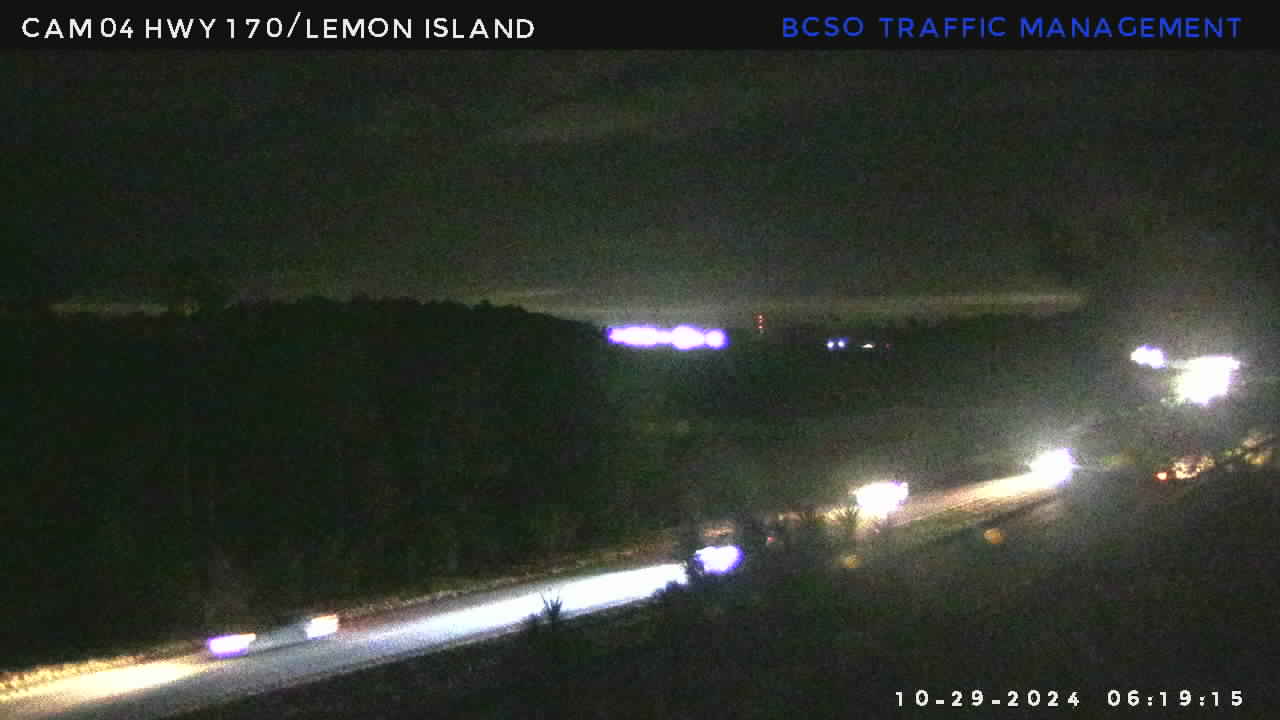 CAM04 HWY 170/LEMON ISLAND
BCSO TRAFFIC MANAGEMENT
10-29-2024 06:19:15